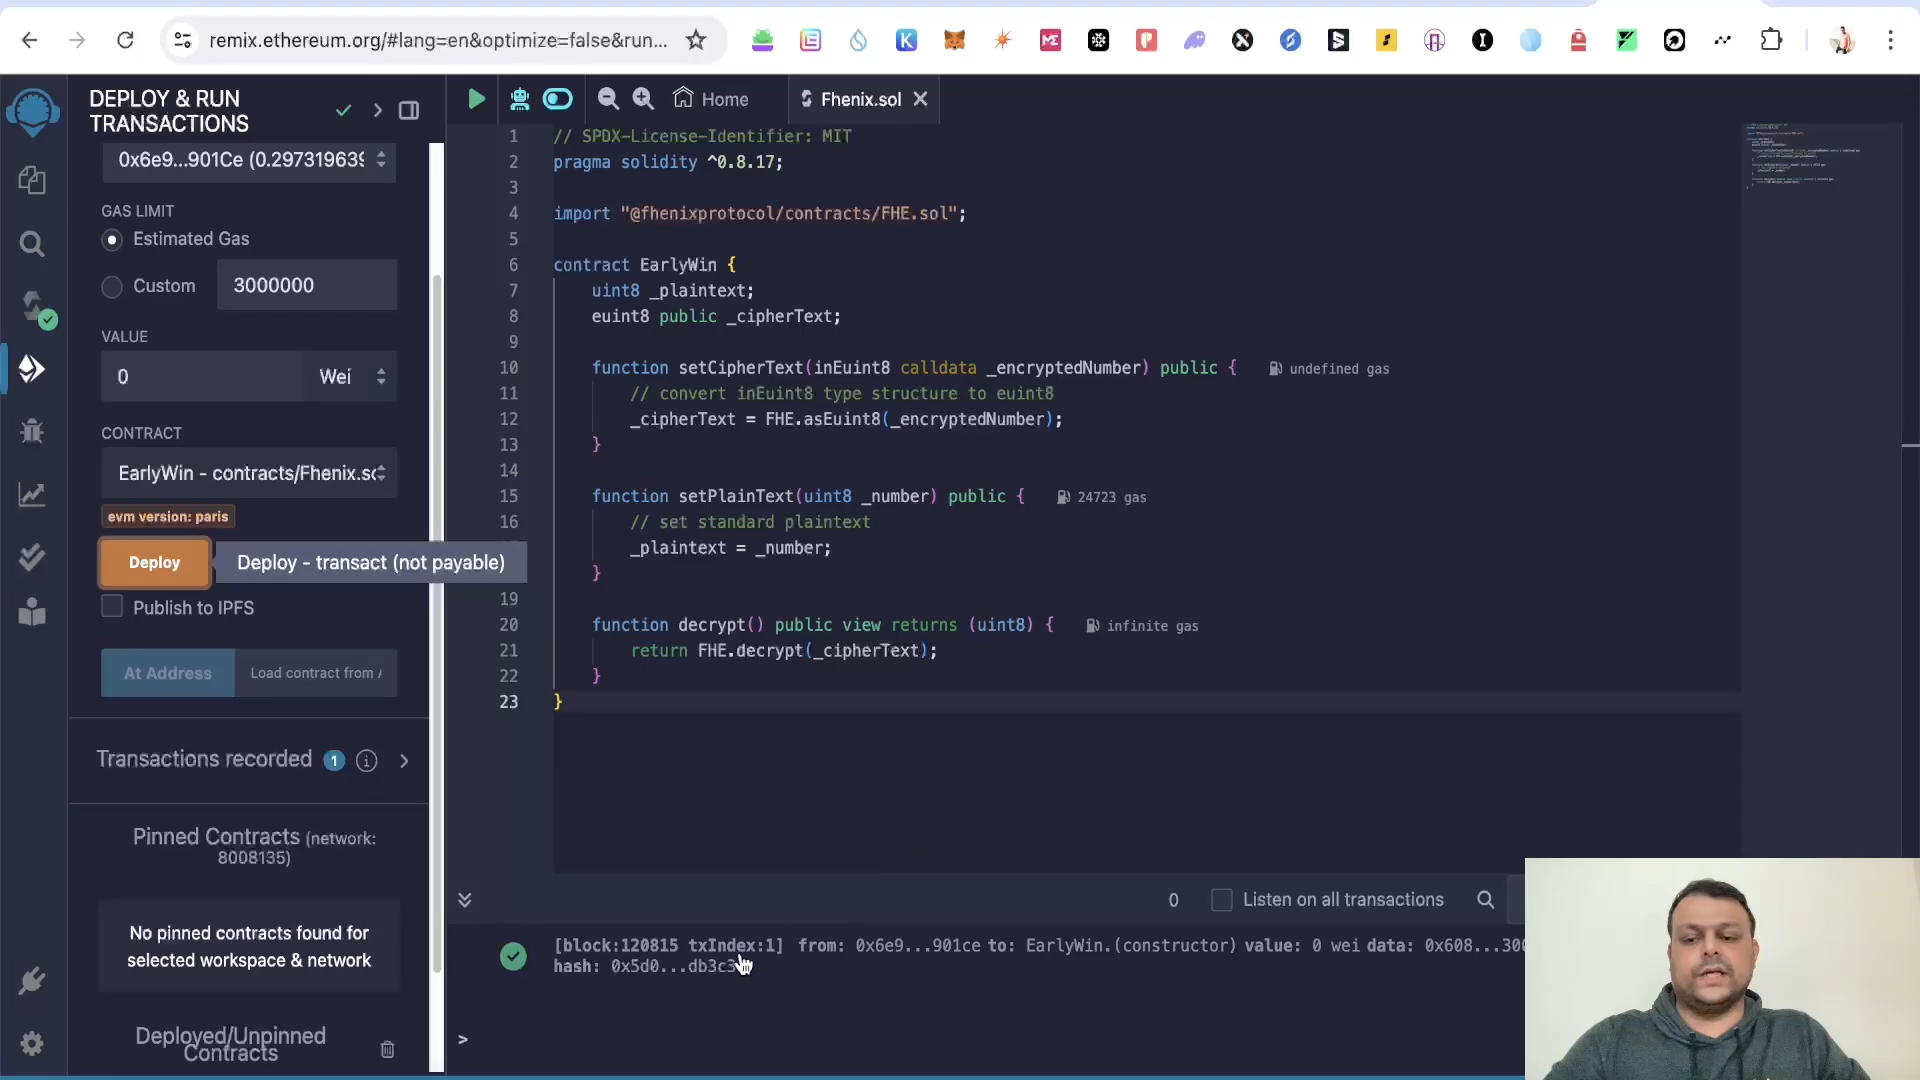 remix.ethereum.org/#lang=en&optimize=false&run...
DEPLOY & RUN
TRANSACTIONS
0x6e9...901Ce (0.297319639
GAS LIMIT
Estimated Gas
Custom
3000000
VALUE
0
Wei
CONTRACT
EarlyWin - contracts/Fhenix.so
evm version: paris
Deploy
Deploy - transact (not payable)
Publish to IPFS
At Address
Load contract from A
Transactions recorded 1 i
Pinned Contracts (network:
8008135)
No pinned contracts found for
selected workspace & network
Deployed/Unpinned
Contracts
Home
Fhenix.sol
1 // SPDX-License-Identifier: MIT
2 pragma solidity ^0.8.17;
3
4 import "@fhenixprotocol/contracts/FHE.sol";
5
6 contract EarlyWin {
7 uint8 _plaintext;
8 euint8 public _cipherText;
9
10 function setCipherText(inEuint8 calldata _encryptedNumber) public { undefined gas
11 // convert inEuint8 type structure to euint8
12 _cipherText = FHE.asEuint8(_encryptedNumber);
13 }
14
15 function setPlainText(uint8 _number) public { 24723 gas
16 // set standard plaintext
_plaintext = _number;
}
19
20 function decrypt() public view returns (uint8) { infinite gas
21 return FHE.decrypt(_cipherText);
22 }
23 }
0
Listen on all transactions
[block:120815 txIndex:1] from: 0x6e9...901ce to: EarlyWin.(constructor) value: 0 wei data: 0x608...300
hash: 0x5d0...db3c3
>